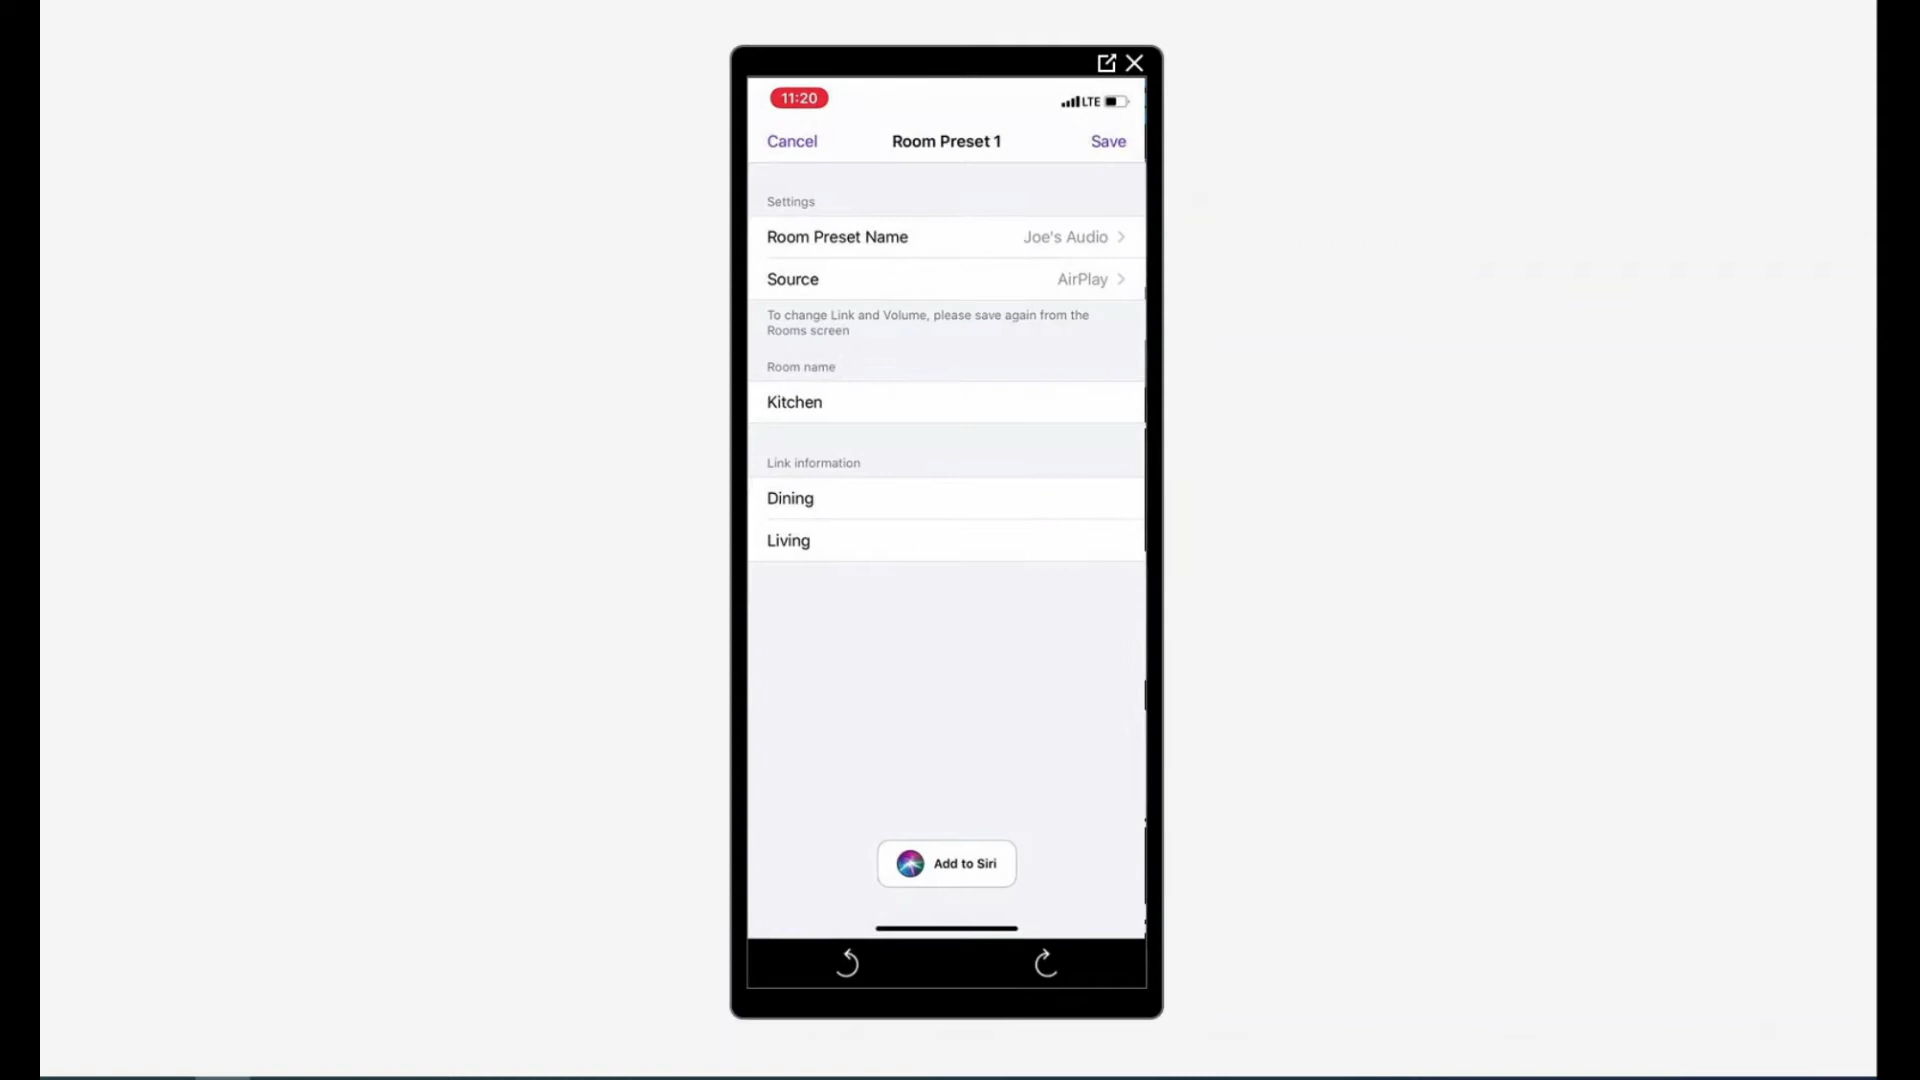 11:20
LTE
Cancel
Room Preset 1
Save
Settings
Room Preset Name
Joe's Audio
Source
AirPlay
To change Link and Volume, please save again from the
Rooms screen
Room name
Kitchen
Link information
Dining
Living
Add to Siri